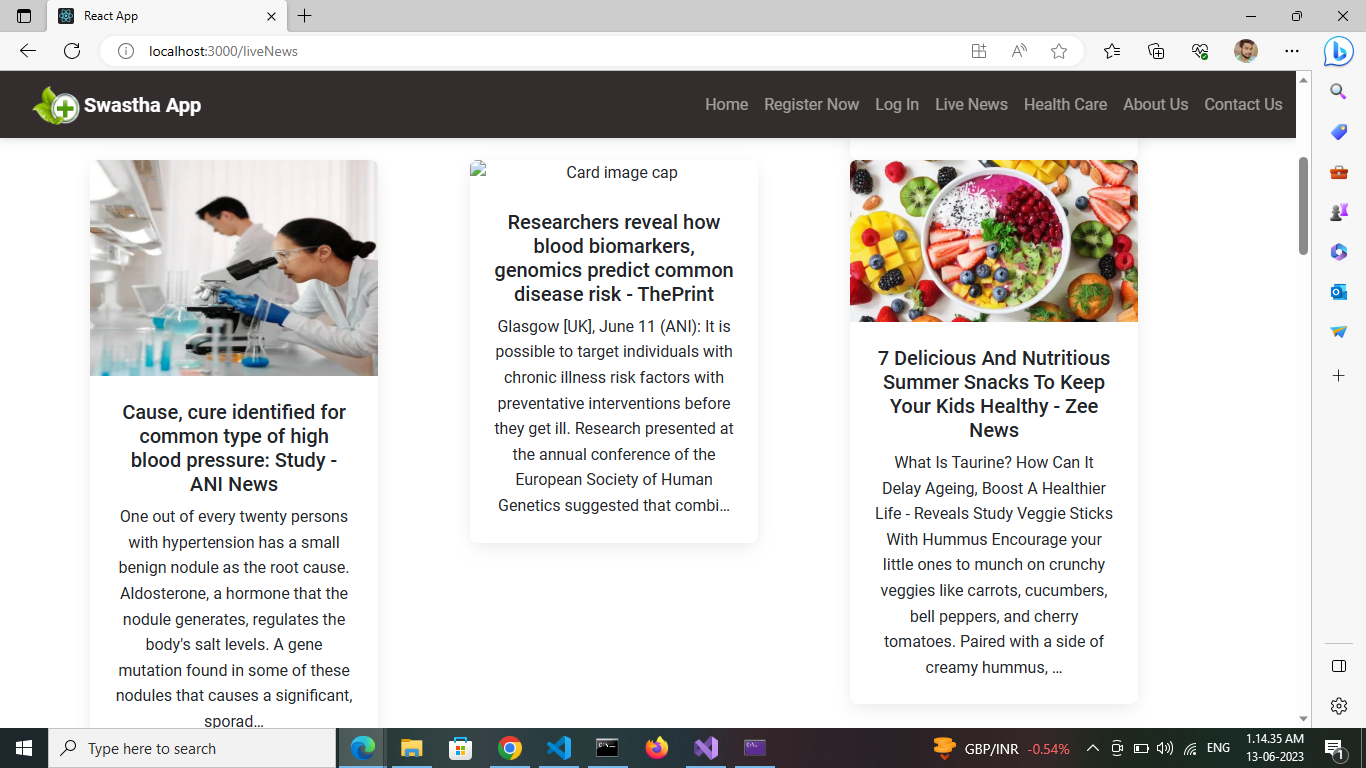 React App
localhost:3000/liveNews
Swastha App
Home Register Now Log In Live News Health Care About Us Contact Us
Cause, cure identified for
common type of high
blood pressure: Study -
ANI News
One out of every twenty persons
with hypertension has a small
benign nodule as the root cause.
Aldosterone, a hormone that the
nodule generates, regulates the
body's salt levels. A gene
mutation found in some of these
nodules that causes a significant,
sporad…
Card image cap
Researchers reveal how
blood biomarkers,
genomics predict common
disease risk - ThePrint
Glasgow [UK], June 11 (ANI): It is
possible to target individuals with
chronic illness risk factors with
preventative interventions before
they get ill. Research presented at
the annual conference of the
European Society of Human
Genetics suggested that combi…
7 Delicious And Nutritious
Summer Snacks To Keep
Your Kids Healthy - Zee
News
What Is Taurine? How Can It
Delay Ageing, Boost A Healthier
Life - Reveals Study Veggie Sticks
With Hummus Encourage your
little ones to munch on crunchy
veggies like carrots, cucumbers,
bell peppers, and cherry
tomatoes. Paired with a side of
creamy hummus, …
Type here to search
GBP/INR -0.54%
ENG
1.14.35 AM
13-06-2023
1